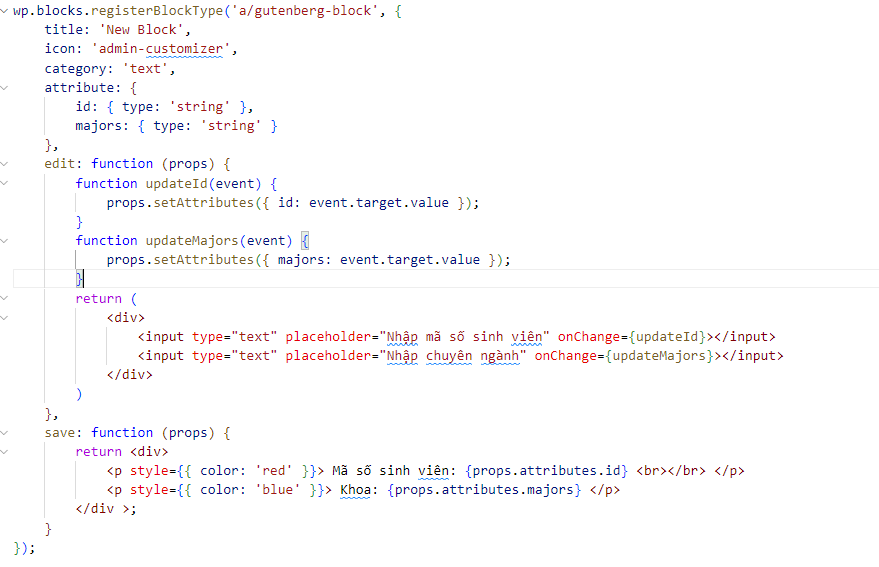 wp.blocks.registerBlockType('a/gutenberg-block', {
    title: 'New Block',
    icon: 'admin-customizer',
    category: 'text',
    attribute: {
        id: { type: 'string' },
        majors: { type: 'string' }
    },
    edit: function (props) {
        function updateId(event) {
            props.setAttributes({ id: event.target.value });
        }
        function updateMajors(event) {
            props.setAttributes({ majors: event.target.value });
        }
        return (
            <div>
                <input type="text" placeholder="Nhập mã số sinh viên" onChange={updateId}></input>
                <input type="text" placeholder="Nhập chuyên ngành" onChange={updateMajors}></input>
            </div>
        )
    },
    save: function (props) {
        return <div>
            <p style={{ color: 'red' }}> Mã số sinh viên: {props.attributes.id} <br></br> </p>
            <p style={{ color: 'blue' }}> Khoa: {props.attributes.majors} </p>
        </div >;
    }
});